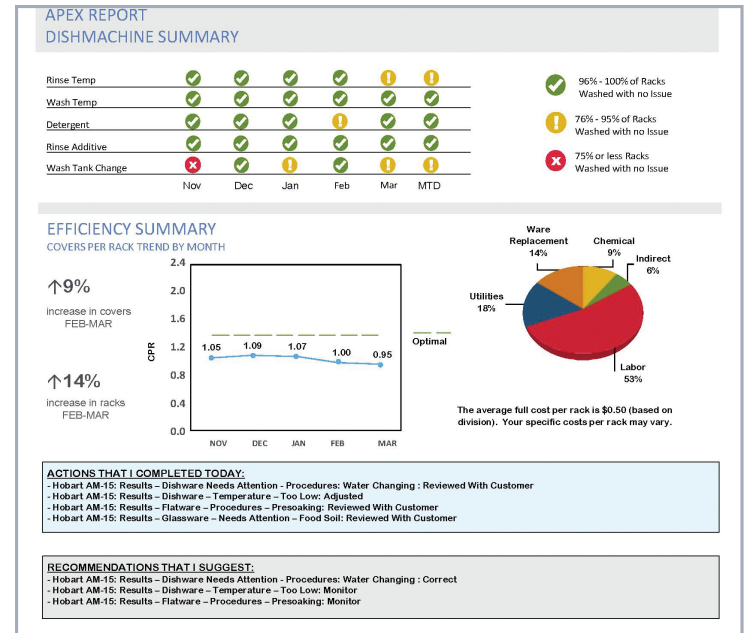 APEX REPORT
DISHMACHINE SUMMARY
Rinse Temp
Wash Temp
Detergent
Rinse Additive
Wash Tank Change
Nov Dec Jan Feb Mar MTD
96% - 100% of Racks
Washed with no Issue
76% - 95% of Racks
Washed with no Issue
75% or less Racks
Washed with no Issue
EFFICIENCY SUMMARY
COVERS PER RACK TREND BY MONTH
↑9%
increase in covers
FEB-MAR
↑14%
increase in racks
FEB-MAR
CPR
2.4
2.0
1.6
1.2
0.8
0.4
0.0
1.05 1.09 1.07 1.00 0.95
NOV DEC JAN FEB MAR
Optimal
Ware
Replacement
14%
Chemical
9%
Indirect
6%
Utilities
18%
Labor
53%
The average full cost per rack is $0.50 (based on
division). Your specific costs per rack may vary.
ACTIONS THAT I COMPLETED TODAY:
- Hobart AM-15: Results – Dishware Needs Attention - Procedures: Water Changing : Reviewed With Customer
- Hobart AM-15: Results – Dishware – Temperature – Too Low: Adjusted
- Hobart AM-15: Results – Flatware – Procedures – Presoaking: Reviewed With Customer
- Hobart AM-15: Results – Glassware – Needs Attention – Food Soil: Reviewed With Customer
RECOMMENDATIONS THAT I SUGGEST:
- Hobart AM-15: Results – Dishware Needs Attention - Procedures: Water Changing : Correct
- Hobart AM-15: Results – Dishware – Temperature – Too Low: Monitor
- Hobart AM-15: Results – Flatware – Procedures – Presoaking: Monitor